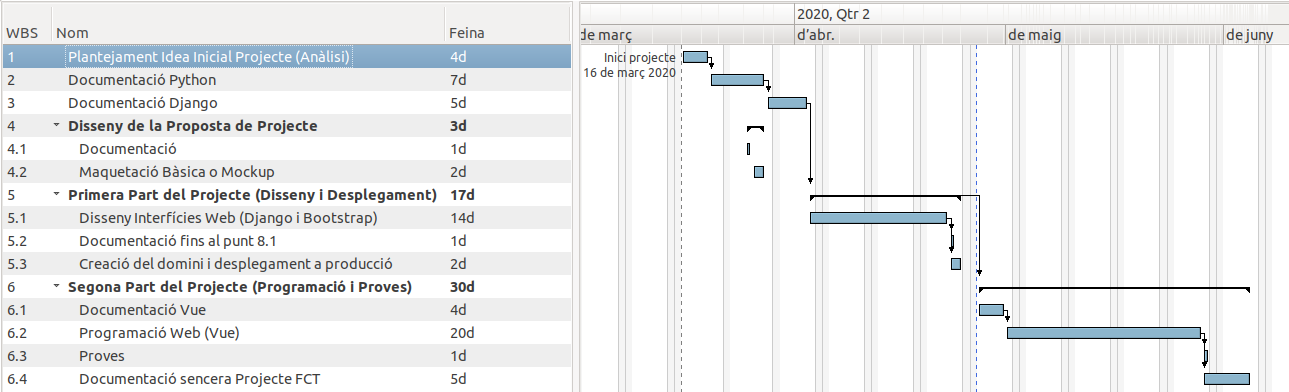 2020, Qtr 2
WBS Nom Feina
de març d'abr. de maig de juny
1 Plantejament Idea Inicial Projecte (Anàlisi) 4d
Inici projecte
16 de març 2020
2 Documentació Python 7d
3 Documentació Django 5d
4 Disseny de la Proposta de Projecte 3d
4.1 Documentació 1d
4.2 Maquetació Bàsica o Mockup 2d
5 Primera Part del Projecte (Disseny i Desplegament) 17d
5.1 Disseny Interfícies Web (Django i Bootstrap) 14d
5.2 Documentació fins al punt 8.1 1d
5.3 Creació del domini i desplegament a producció 2d
6 Segona Part del Projecte (Programació i Proves) 30d
6.1 Documentació Vue 4d
6.2 Programació Web (Vue) 20d
6.3 Proves 1d
6.4 Documentació sencera Projecte FCT 5d